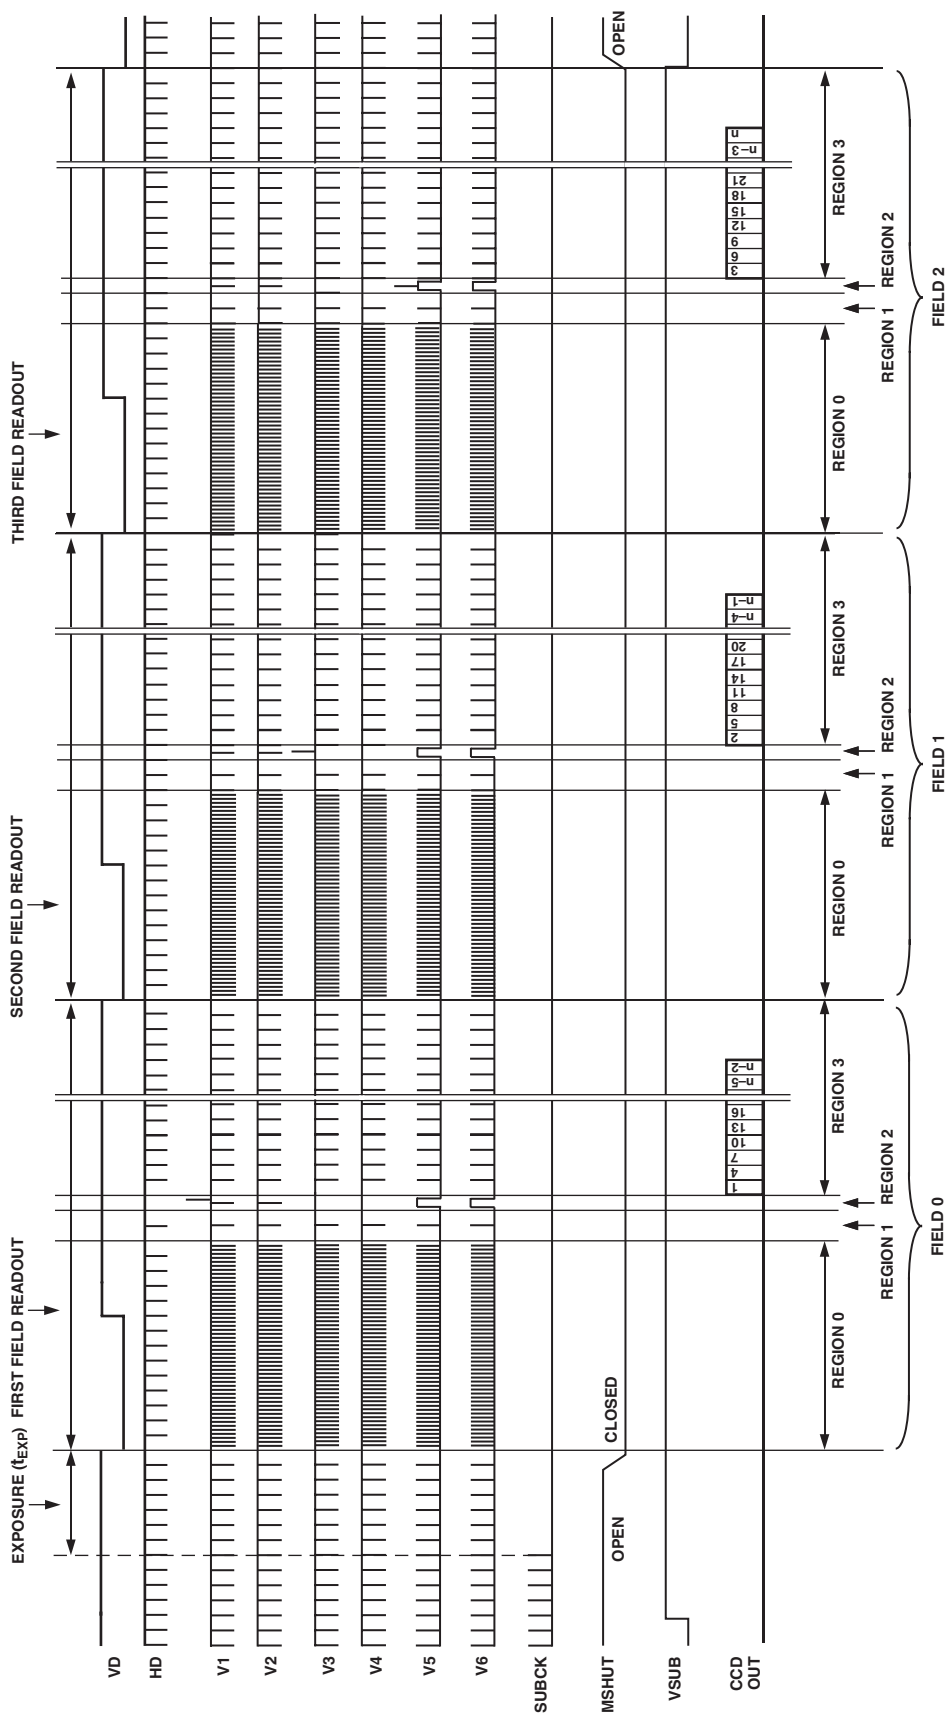 EXPOSURE (tEXP) FIRST FIELD READOUT
SECOND FIELD READOUT
THIRD FIELD READOUT
VD
HD
V1
V2
V3
V4
V5
V6
SUBCK
MSHUT
OPEN
CLOSED
OPEN
VSUB
CCD
OUT
1 4 7 10 13 16 n–5 n–2
2 5 8 11 14 17 20 n–4 n–1
3 6 9 12 15 18 21 n–3 n
REGION 0
REGION 3
REGION 0
REGION 3
REGION 0
REGION 3
REGION 1
REGION 2
REGION 1
REGION 2
REGION 1
REGION 2
FIELD 0
FIELD 1
FIELD 2